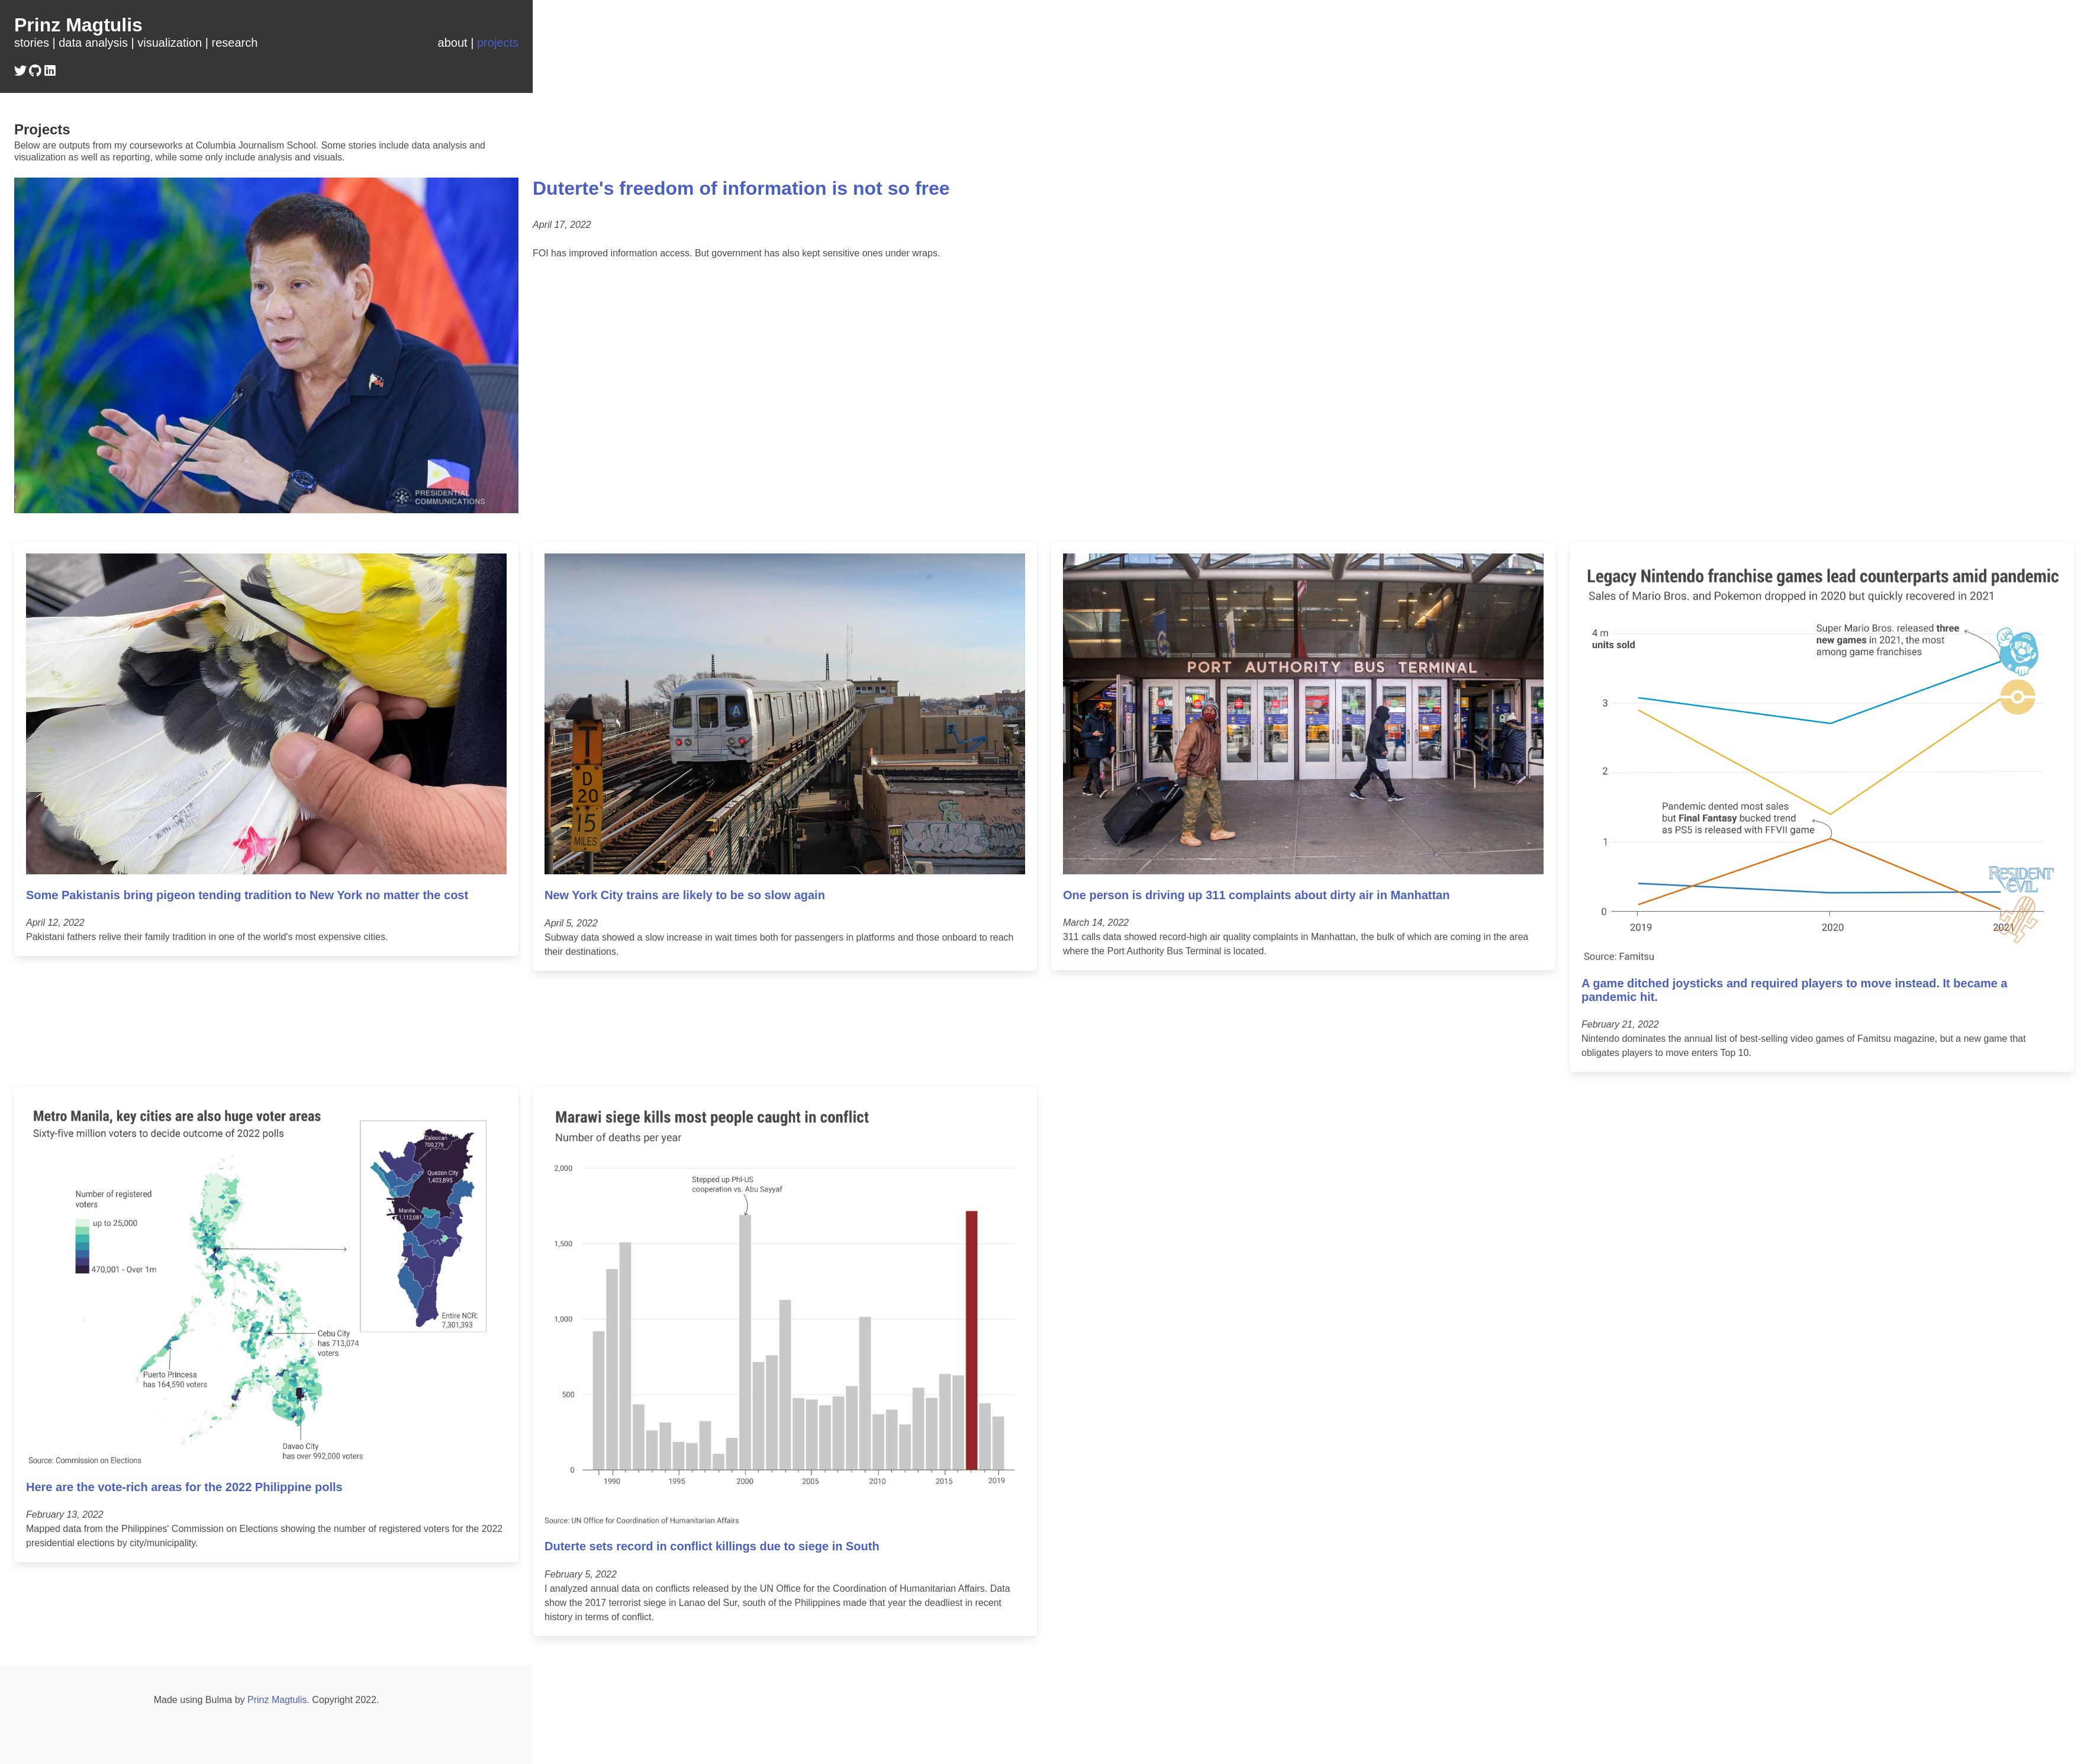 Prinz Magtulis
stories | data analysis | visualization | research
about | projects
Projects
Below are outputs from my courseworks at Columbia Journalism School. Some stories include data analysis and
visualization as well as reporting, while some only include analysis and visuals.
PRESIDENTIAL
COMMUNICATIONS
Duterte's freedom of information is not so free
April 17, 2022
FOI has improved information access. But government has also kept sensitive ones under wraps.
Some Pakistanis bring pigeon tending tradition to New York no matter the cost
April 12, 2022
Pakistani fathers relive their family tradition in one of the world's most expensive cities.
A
T
D
20
15
MILES
New York City trains are likely to be so slow again
April 5, 2022
Subway data showed a slow increase in wait times both for passengers in platforms and those onboard to reach
their destinations.
PORT AUTHORITY BUS TERMINAL
One person is driving up 311 complaints about dirty air in Manhattan
March 14, 2022
311 calls data showed record-high air quality complaints in Manhattan, the bulk of which are coming in the area
where the Port Authority Bus Terminal is located.
Legacy Nintendo franchise games lead counterparts amid pandemic
Sales of Mario Bros. and Pokemon dropped in 2020 but quickly recovered in 2021
4 m
units sold
Super Mario Bros. released three
new games in 2021, the most
among game franchises
3
2
Pandemic dented most sales
but Final Fantasy bucked trend
as PS5 is released with FFVII game
1
RESIDENT
EVIL
0
2019
2020
2021
Source: Famitsu
A game ditched joysticks and required players to move instead. It became a
pandemic hit.
February 21, 2022
Nintendo dominates the annual list of best-selling video games of Famitsu magazine, but a new game that
obligates players to move enters Top 10.
Metro Manila, key cities are also huge voter areas
Sixty-five million voters to decide outcome of 2022 polls
Number of registered
voters
up to 25,000
470,001 - Over 1m
Caloocan
700,279
Quezon City
1,403,895
Manila
1,112,081
Entire NCR:
7,301,393
Cebu City
has 713,074
voters
Puerto Princesa
has 164,590 voters
Davao City
has over 992,000 voters
Source: Commission on Elections
Here are the vote-rich areas for the 2022 Philippine polls
February 13, 2022
Mapped data from the Philippines' Commission on Elections showing the number of registered voters for the 2022
presidential elections by city/municipality.
Marawi siege kills most people caught in conflict
Number of deaths per year
2,000
Stepped up Phl-US
cooperation vs. Abu Sayyaf
1,500
1,000
500
0
1990
1995
2000
2005
2010
2015
2019
Source: UN Office for Coordination of Humanitarian Affairs
Duterte sets record in conflict killings due to siege in South
February 5, 2022
I analyzed annual data on conflicts released by the UN Office for the Coordination of Humanitarian Affairs. Data
show the 2017 terrorist siege in Lanao del Sur, south of the Philippines made that year the deadliest in recent
history in terms of conflict.
Made using Bulma by Prinz Magtulis. Copyright 2022.